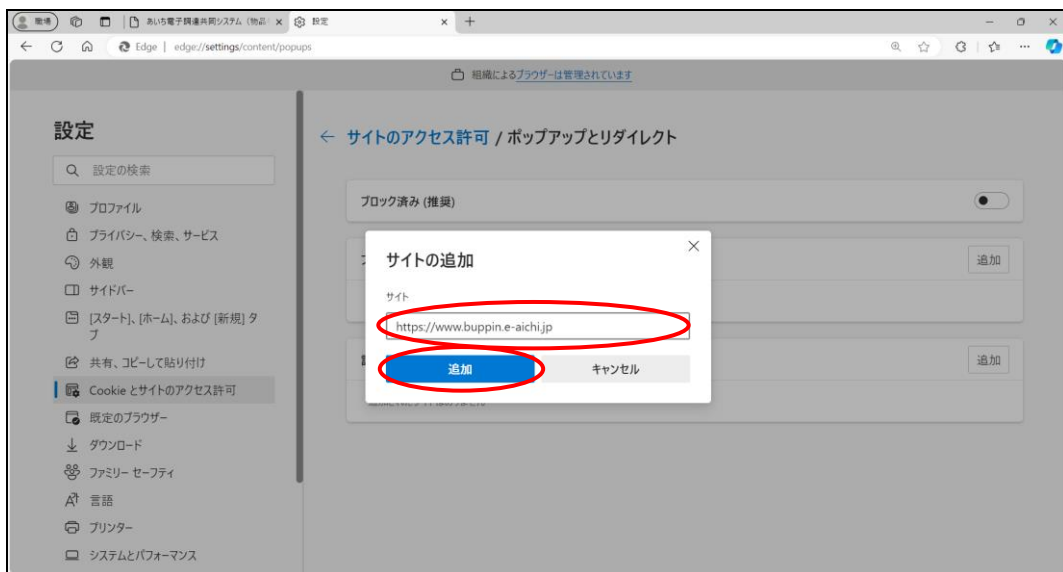 職場
あいち電子調達共同システム（物品
設定
Edge
edge://settings/content/popups
組織によるブラウザーは管理されています
設定
設定の検索
プロファイル
プライバシー、検索、サービス
外観
サイドバー
[スタート]、[ホーム]、および [新規] タ
ブ
共有、コピーして貼り付け
Cookie とサイトのアクセス許可
既定のブラウザー
ダウンロード
ファミリー セーフティ
言語
プリンター
システムとパフォーマンス
サイトのアクセス許可 / ポップアップとリダイレクト
ブロック済み (推奨)
追加
サイトの追加
サイト
https://www.buppin.e-aichi.jp
追加
キャンセル
追加